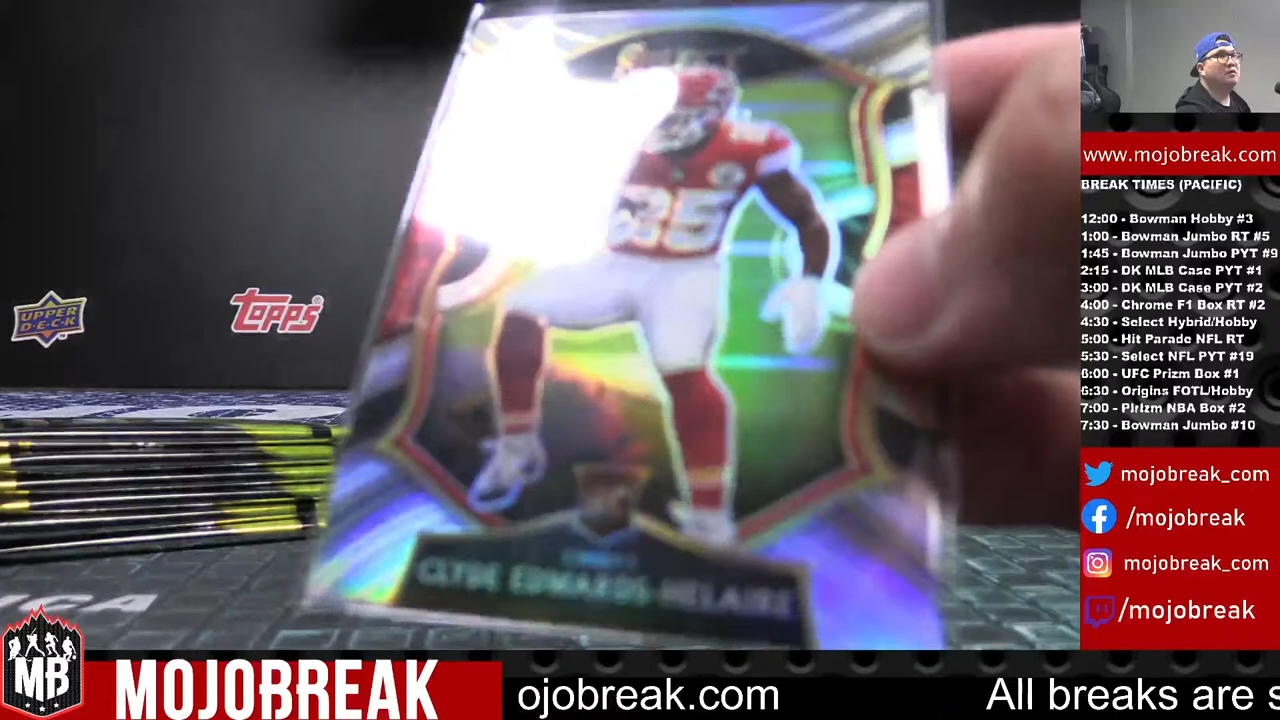 SELECT
35
CLYDE EDWARDS-HELAIRE
UPPER
DECK
TOPPS
www.mojobreak.com
BREAK TIMES (PACIFIC)
12:00 - Bowman Hobby #3
1:00 - Bowman Jumbo RT #5
1:45 - Bowman Jumbo PYT #9
2:15 - DK MLB Case PYT #1
3:00 - DK MLB Case PYT #2
4:00 - Chrome F1 Box RT #2
4:30 - Select Hybrid/Hobby
5:00 - Hit Parade NFL RT
5:30 - Select NFL PYT #19
6:00 - UFC Prizm Box #1
6:30 - Origins FOTL/Hobby
7:00 - Pirizm NBA Box #2
7:30 - Bowman Jumbo #10
mojobreak_com
/mojobreak
mojobreak_com
/mojobreak
MB
MOJOBREAK
ojobreak.com
All breaks are s